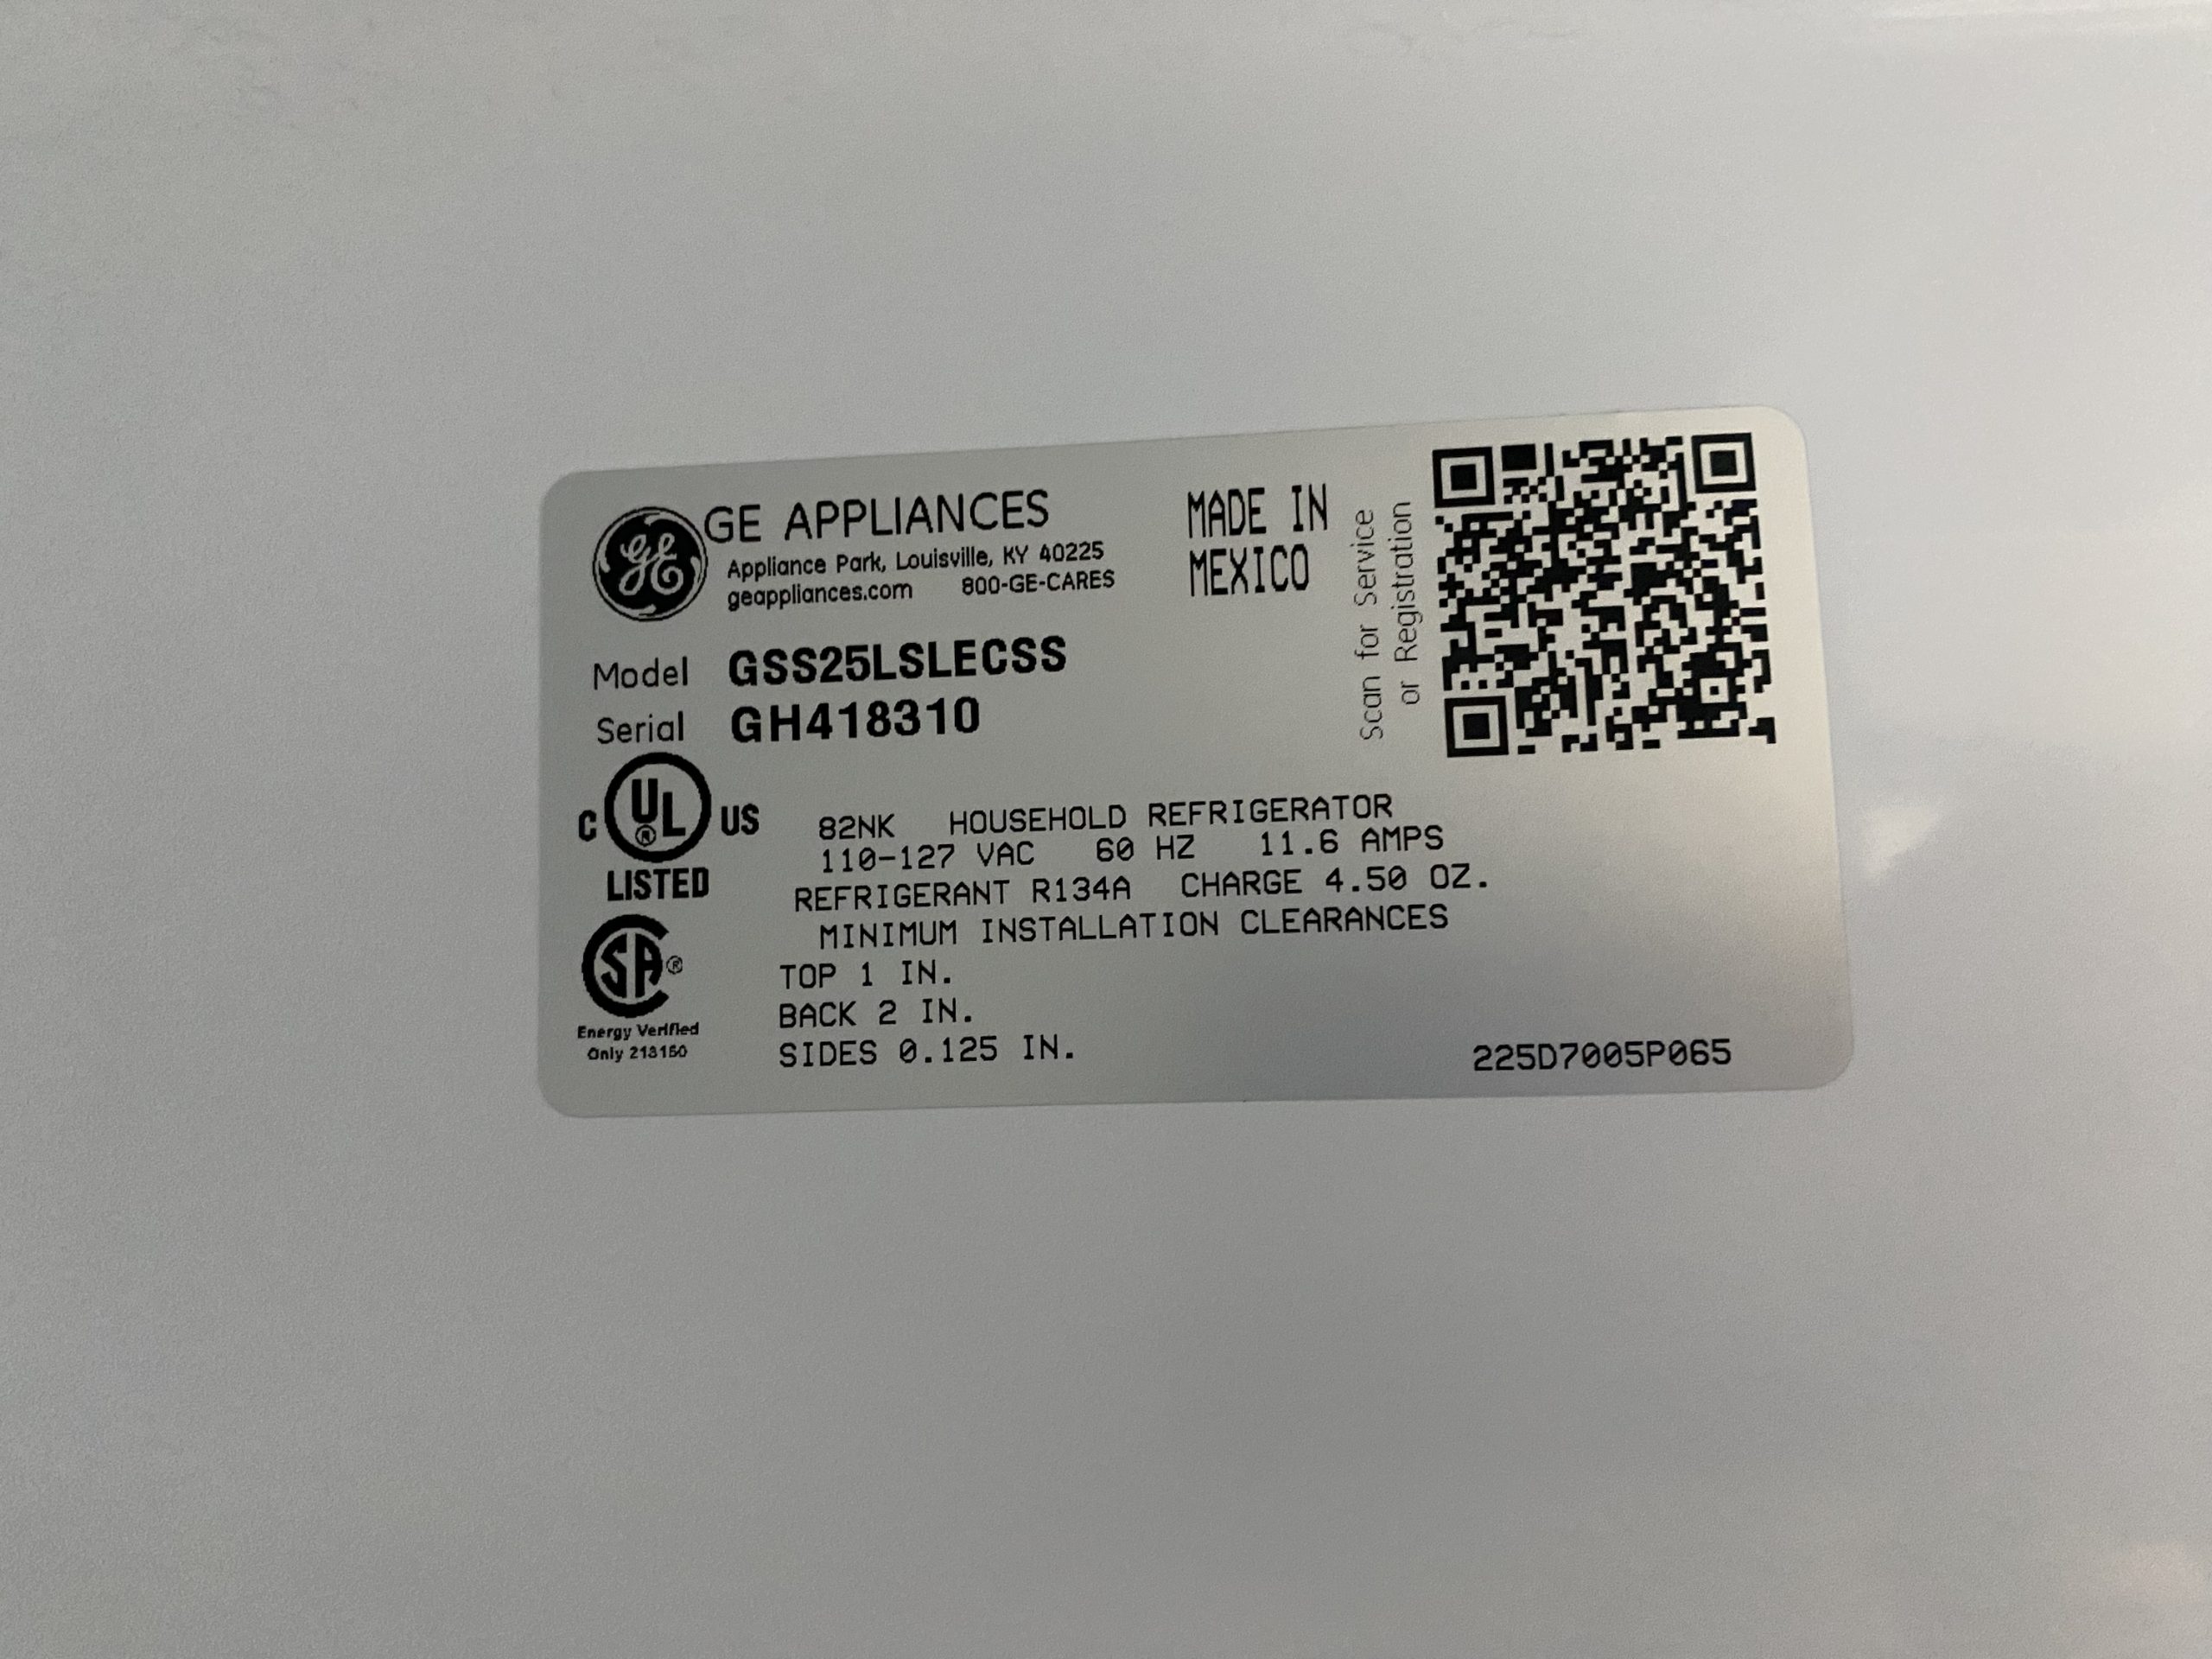 GE
GE APPLIANCES
Appliance Park, Louisville, KY 40225
geappliances.com 800-GE-CARES
MADE IN
MEXICO
Scan for Service
or Registration
Model GSS25LSLECSS
Serial GH418310
C UL® US
LISTED
82NK HOUSEHOLD REFRIGERATOR
110-127 VAC 60 HZ 11.6 AMPS
REFRIGERANT R134A CHARGE 4.50 OZ.
MINIMUM INSTALLATION CLEARANCES
TOP 1 IN.
BACK 2 IN.
SIDES 0.125 IN.
SA®
Energy Verified
Only 213160
225D7005P065